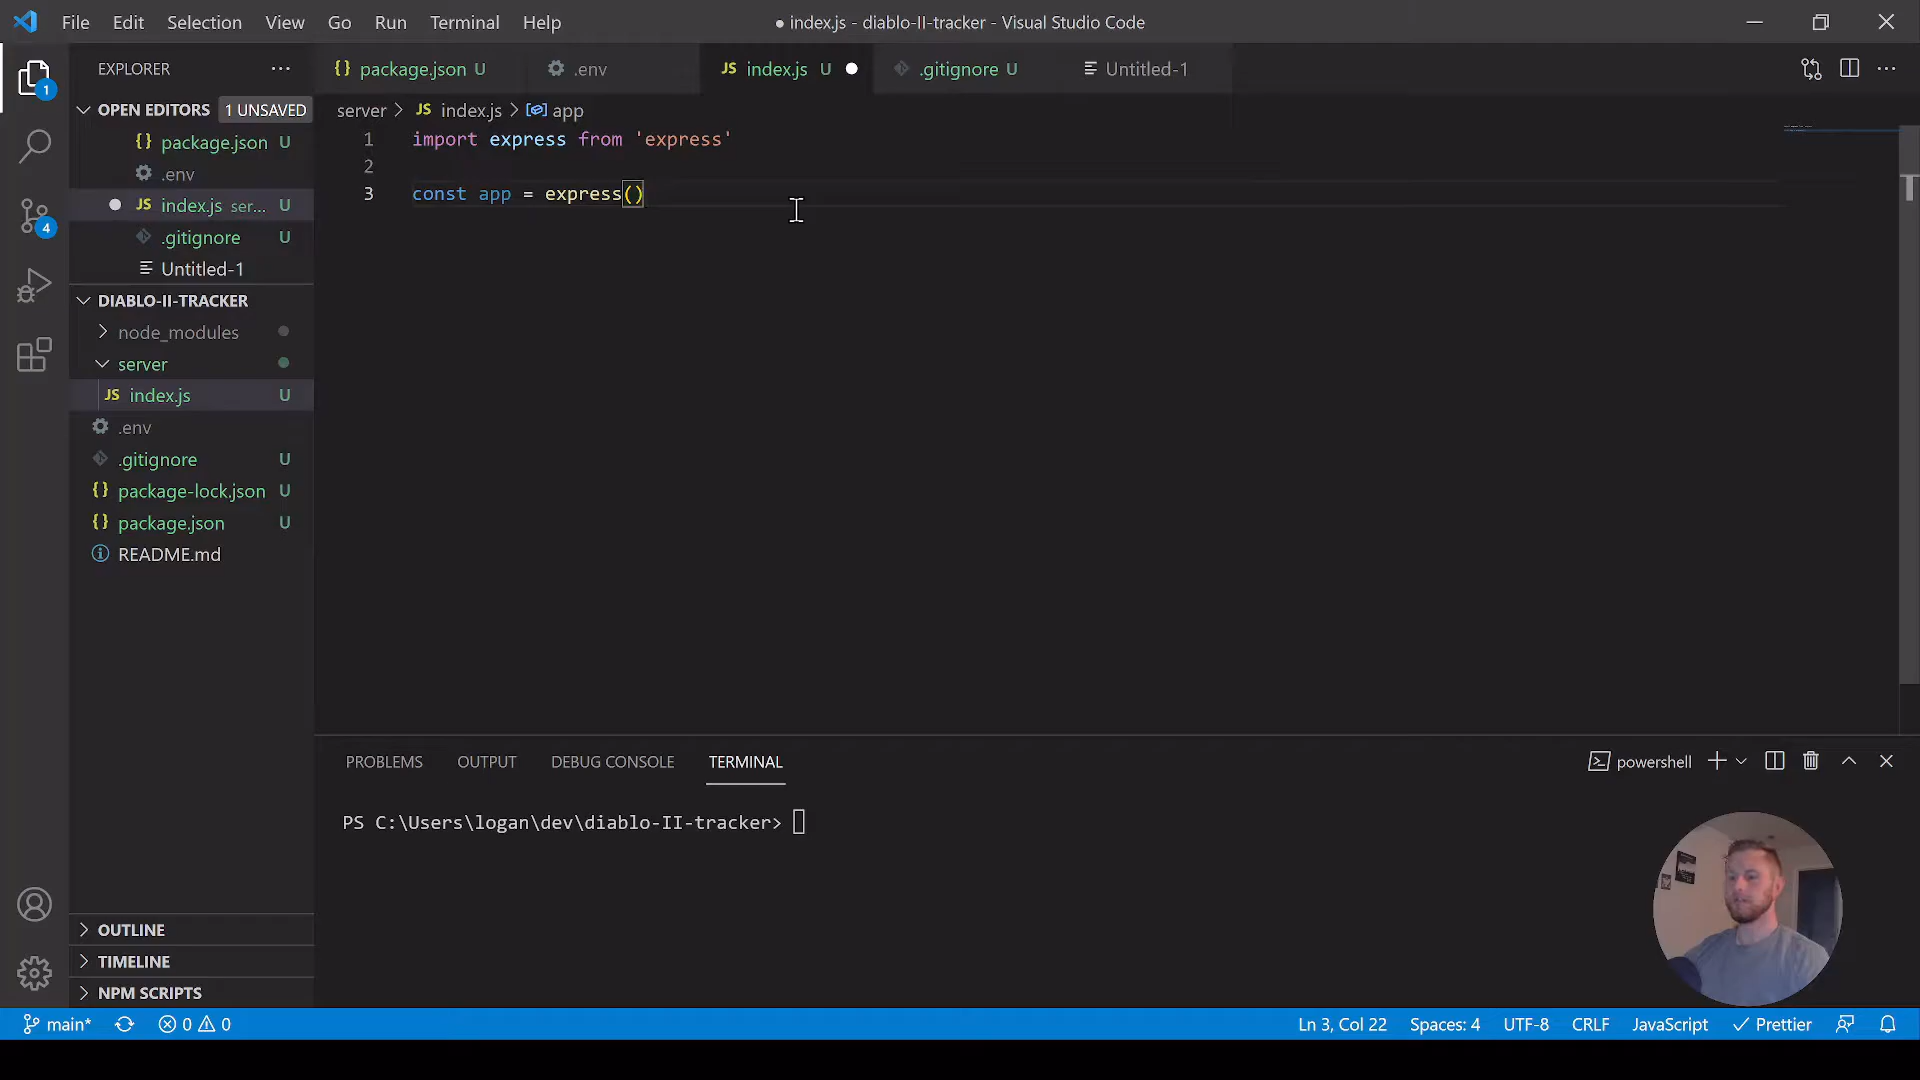 File Edit Selection View Go Run Terminal Help
● index.js - diablo-II-tracker - Visual Studio Code
EXPLORER
package.json U
.env
index.js U
.gitignore U
Untitled-1
1
OPEN EDITORS 1 UNSAVED
package.json U
.env
JS index.js ser... U
.gitignore U
Untitled-1
4
DIABLO-II-TRACKER
node_modules
server
JS index.js U
.env
.gitignore U
package-lock.json U
package.json U
README.md
OUTLINE
TIMELINE
NPM SCRIPTS
server > JS index.js > app
1 import express from 'express'
2
3 const app = express()
PROBLEMS OUTPUT DEBUG CONSOLE TERMINAL
powershell
PS C:\Users\logan\dev\diablo-II-tracker>
main* 0 0
Ln 3, Col 22 Spaces: 4 UTF-8 CRLF JavaScript Prettier